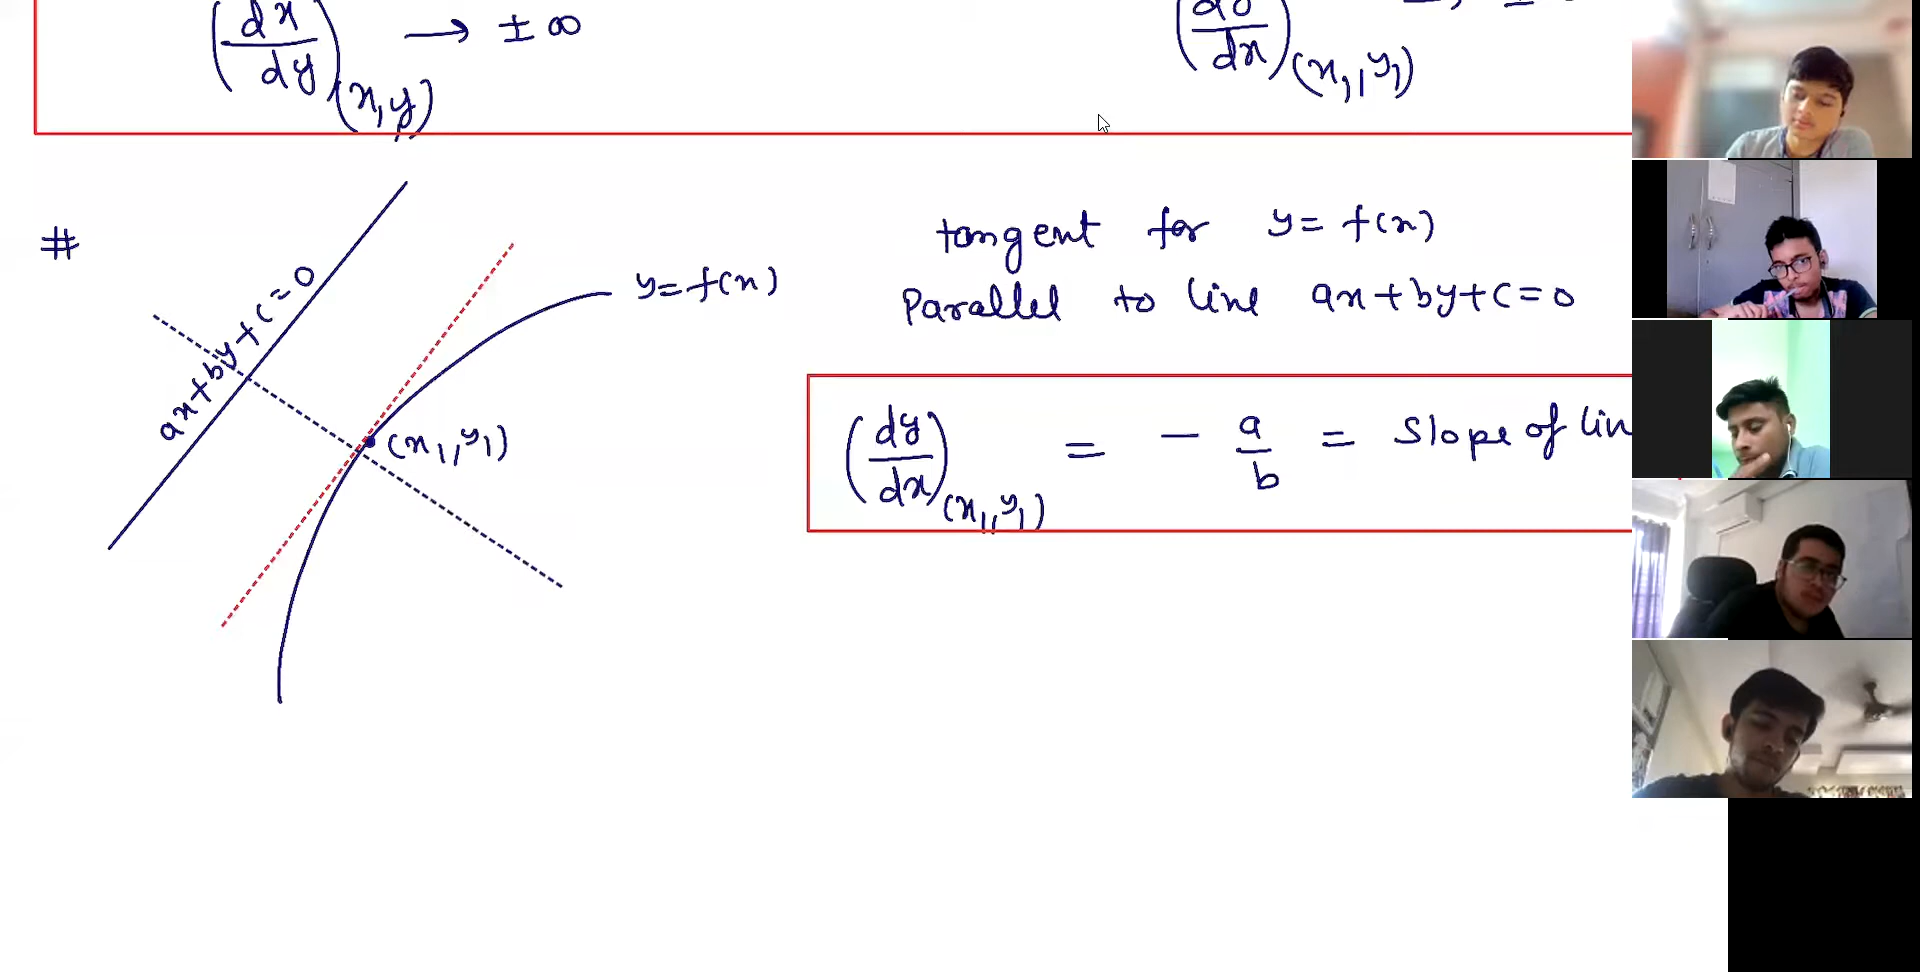 (dx/dy)(x, y) → ± ∞
(dy/dx)(x₁, y₁)
#
ax+by+c=0
y=f(x)
(x₁, y₁)
tangent for y= f(x)
Parallel to line ax+by+c=0
(dy/dx)(x₁, y₁) = - a/b = Slope of lin